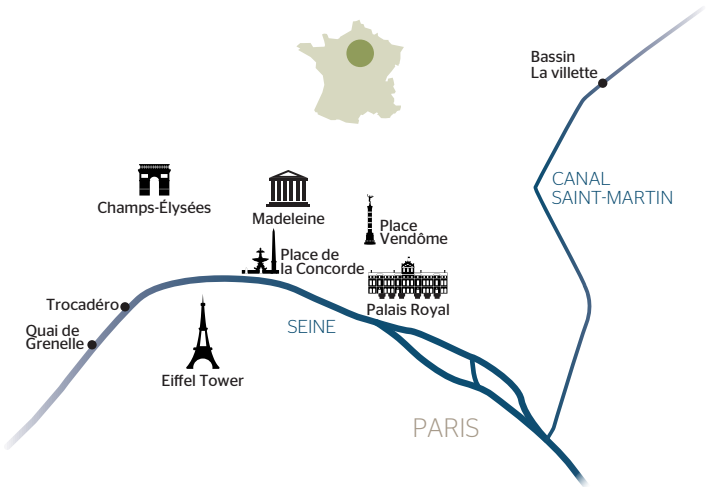 Bassin
La villette
CANAL
SAINT-MARTIN
Champs-Élysées
Madeleine
Place
Vendôme
Place de
la Concorde
Palais Royal
Trocadéro
Quai de
Grenelle
SEINE
Eiffel Tower
PARIS